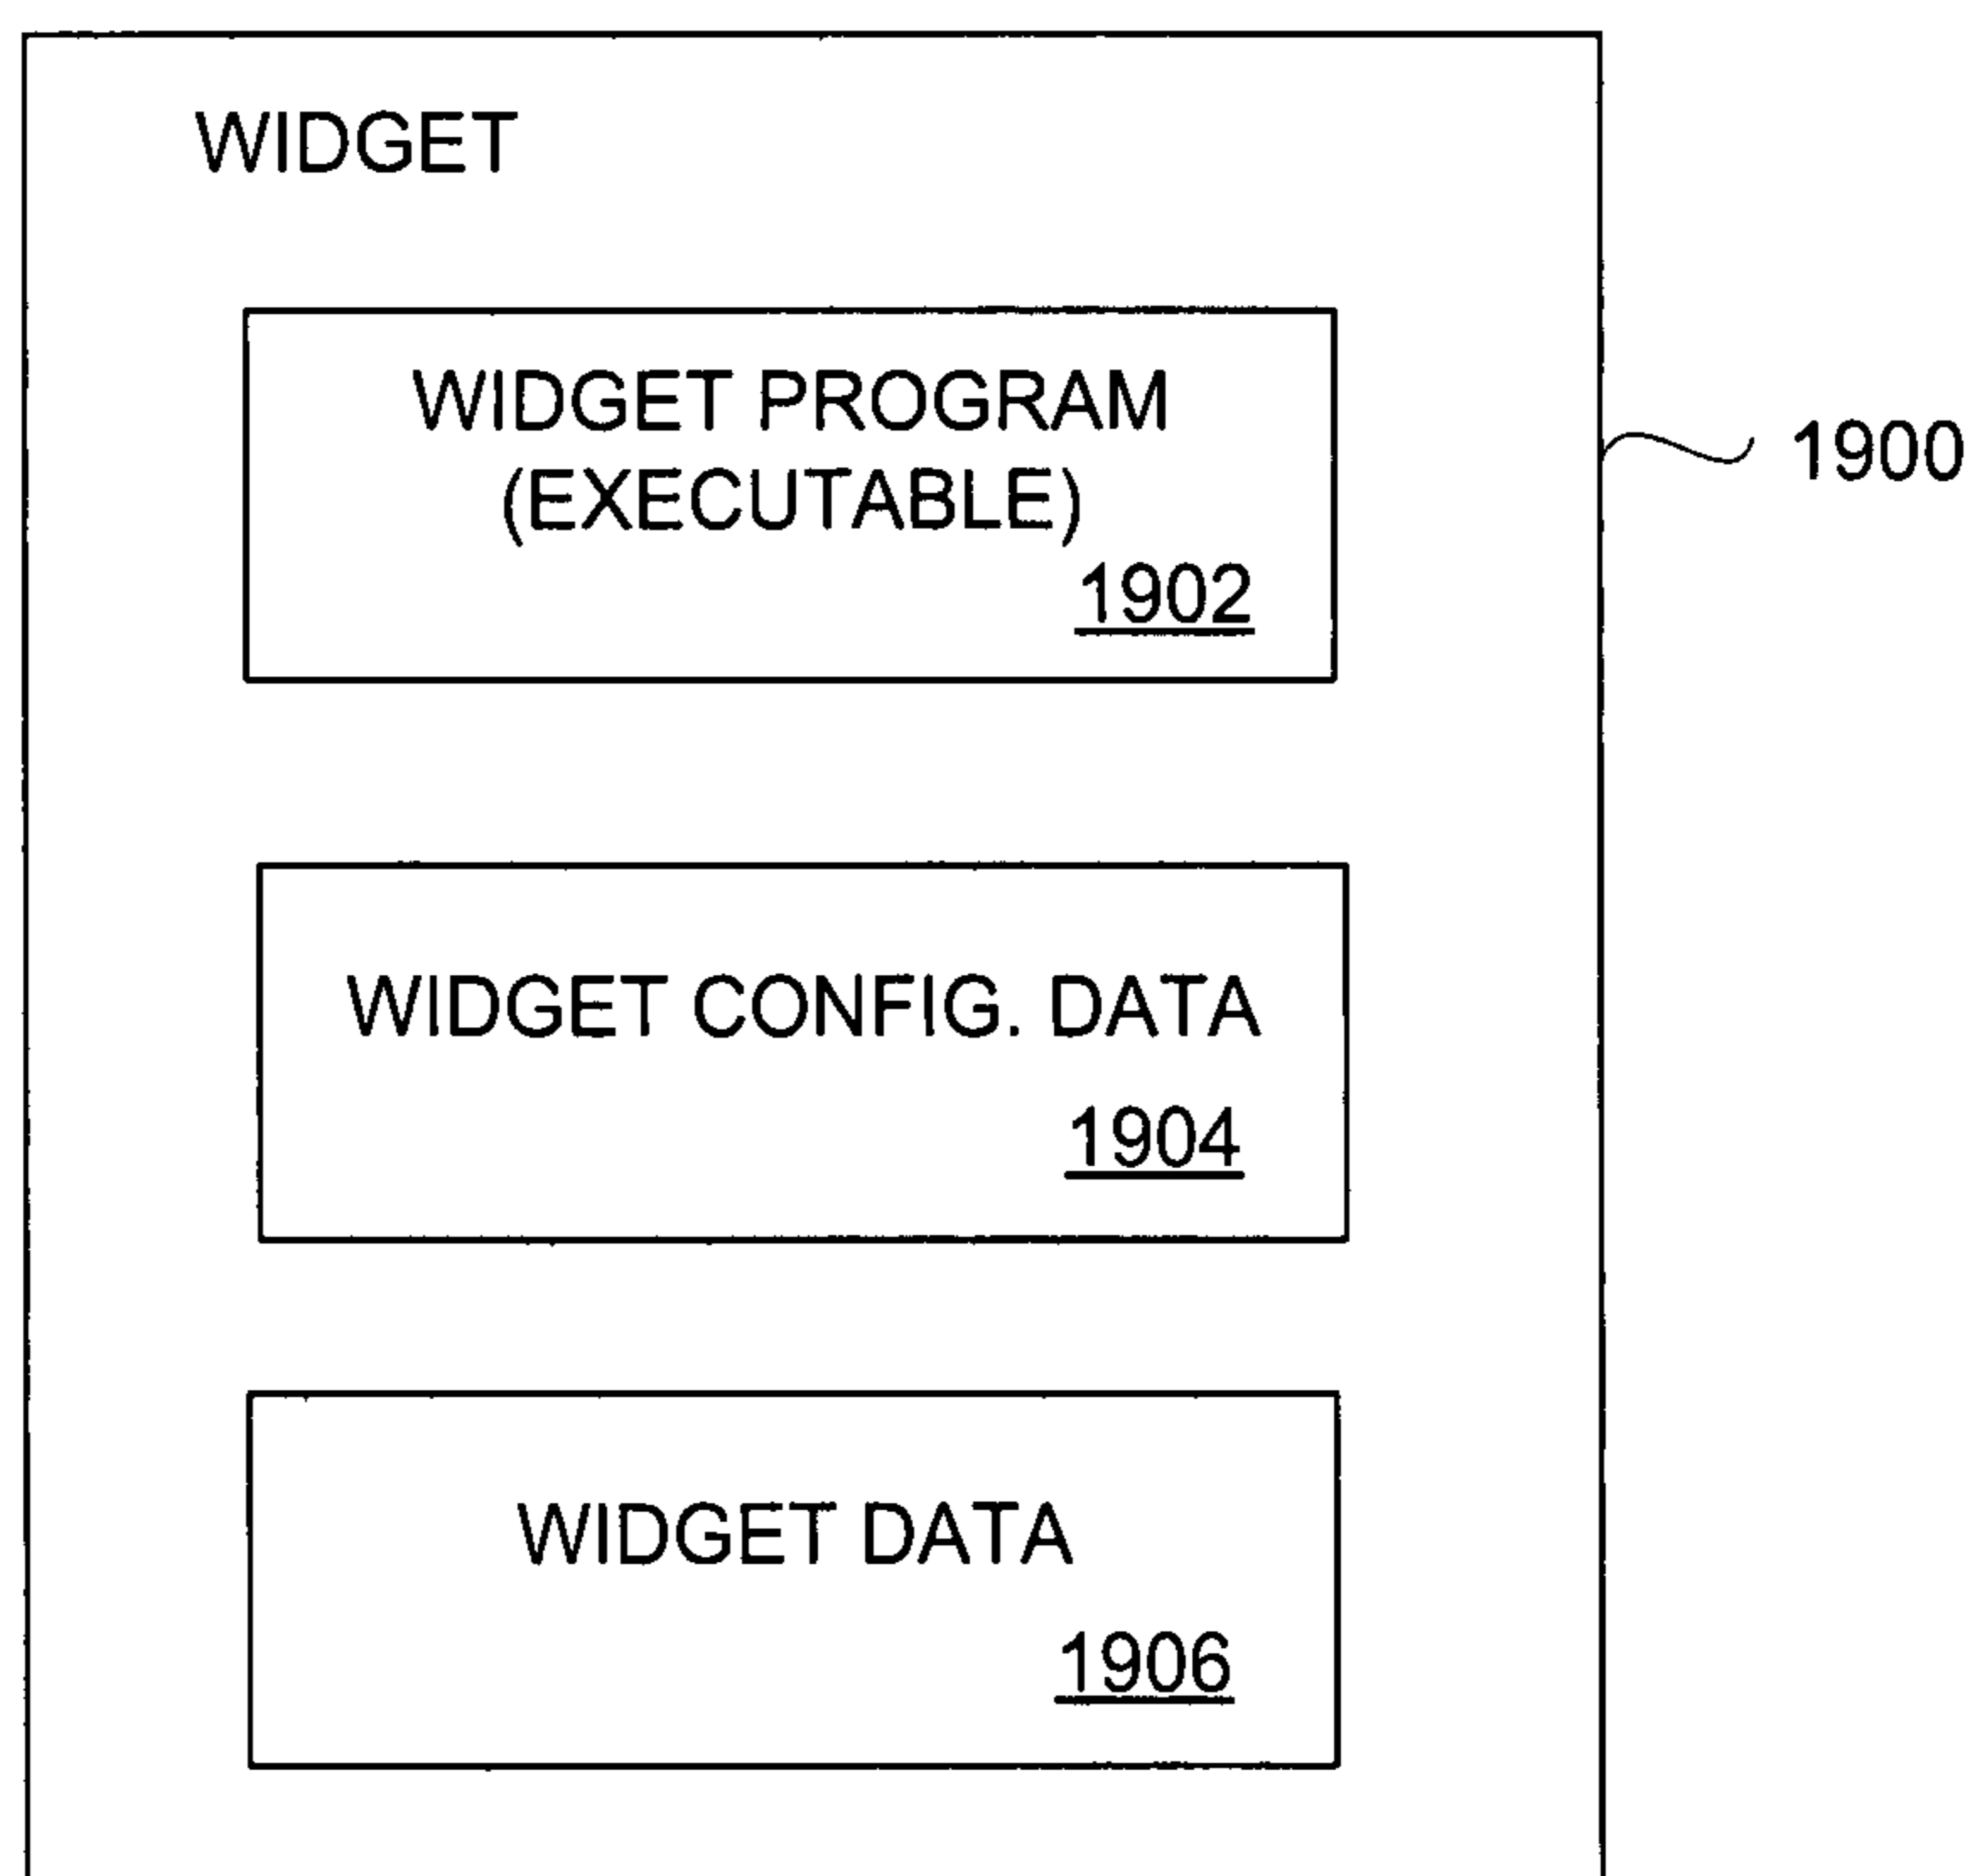 WIDGET
WIDGET PROGRAM
(EXECUTABLE)
1902
1900
WIDGET CONFIG. DATA
1904
WIDGET DATA
1906